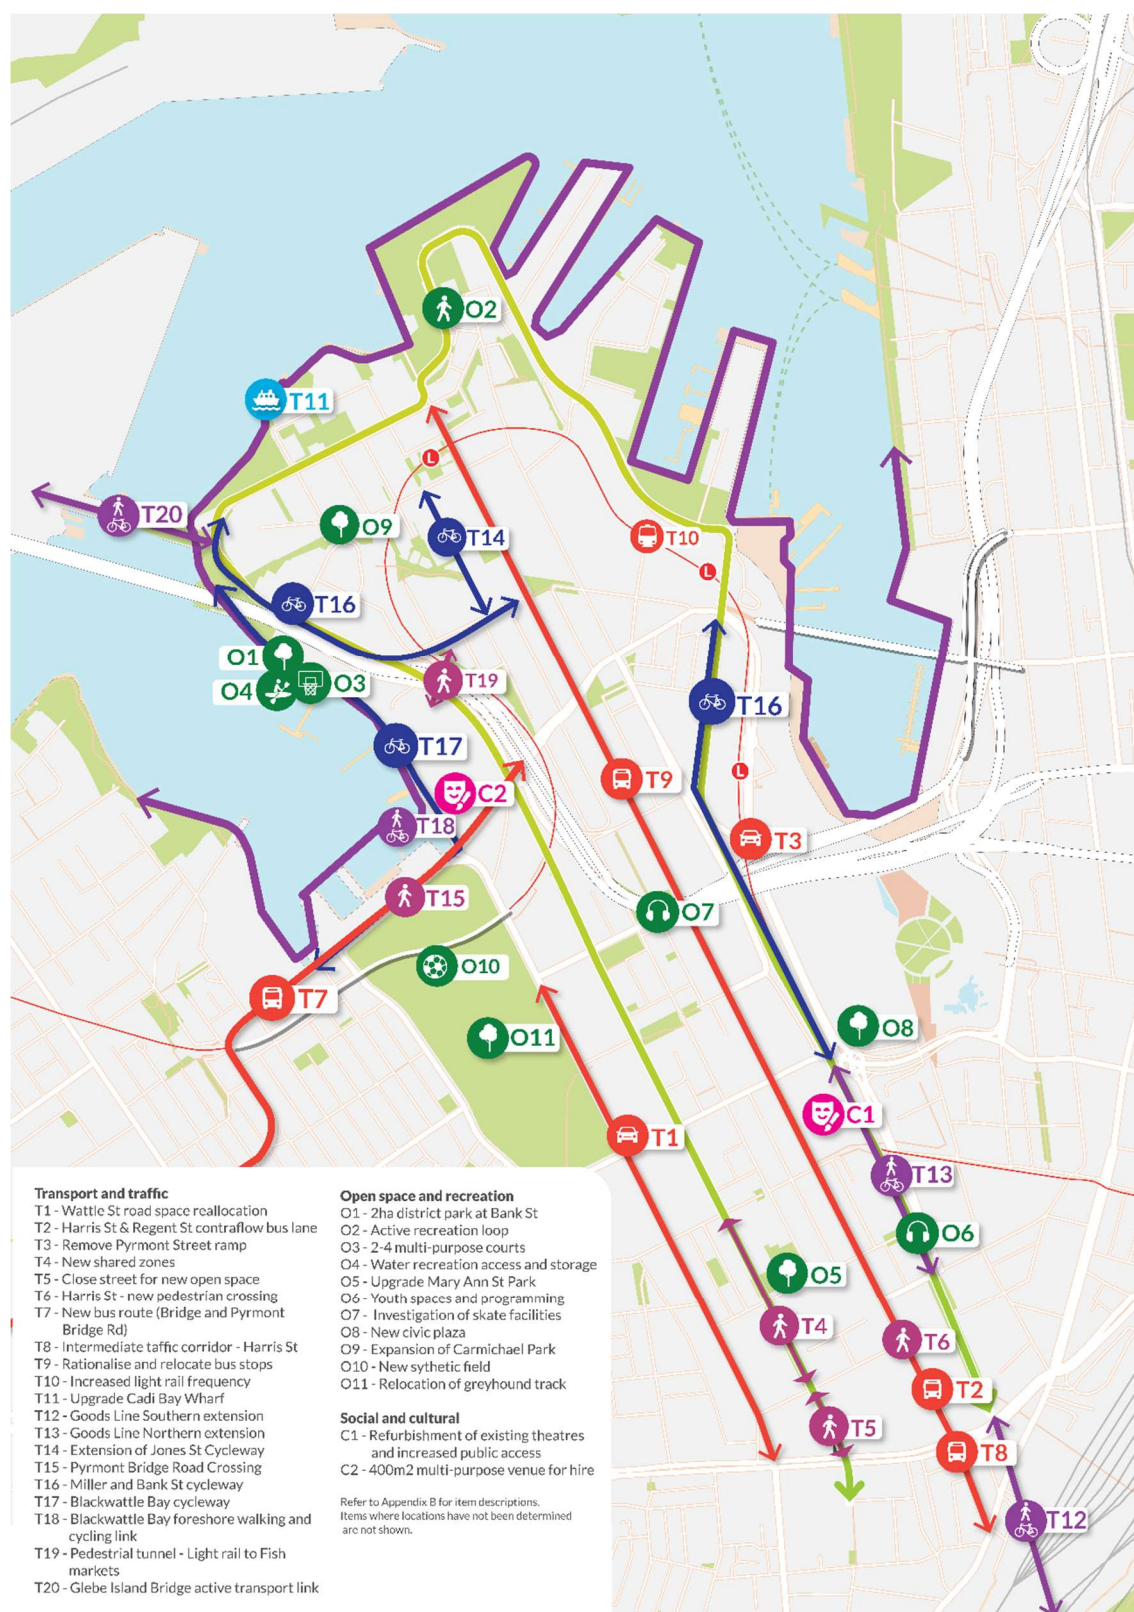 O2
T11
T20
O9
T14
L
T10
L
T16
O1
O4
O3
T19
T16
T17
L
T9
C2
T18
T3
T15
O7
O10
T7
O8
O11
C1
T1
T13
O6
O5
T4
T6
T2
T5
T8
T12
Transport and traffic
T1 - Wattle St road space reallocation
T2 - Harris St & Regent St contraflow bus lane
T3 - Remove Pyrmont Street ramp
T4 - New shared zones
T5 - Close street for new open space
T6 - Harris St - new pedestrian crossing
T7 - New bus route (Bridge and Pyrmont
Bridge Rd)
T8 - Intermediate taffic corridor - Harris St
T9 - Rationalise and relocate bus stops
T10 - Increased light rail frequency
T11 - Upgrade Cadi Bay Wharf
T12 - Goods Line Southern extension
T13 - Goods Line Northern extension
T14 - Extension of Jones St Cycleway
T15 - Pyrmont Bridge Road Crossing
T16 - Miller and Bank St cycleway
T17 - Blackwattle Bay cycleway
T18 - Blackwattle Bay foreshore walking and
cycling link
T19 - Pedestrial tunnel - Light rail to Fish
markets
T20 - Glebe Island Bridge active transport link
Open space and recreation
O1 - 2ha district park at Bank St
O2 - Active recreation loop
O3 - 2-4 multi-purpose courts
O4 - Water recreation access and storage
O5 - Upgrade Mary Ann St Park
O6 - Youth spaces and programming
O7 - Investigation of skate facilities
O8 - New civic plaza
O9 - Expansion of Carmichael Park
O10 - New sythetic field
O11 - Relocation of greyhound track
Social and cultural
C1 - Refurbishment of existing theatres
and increased public access
C2 - 400m2 multi-purpose venue for hire
Refer to Appendix B for item descriptions.
Items where locations have not been determined
are not shown.